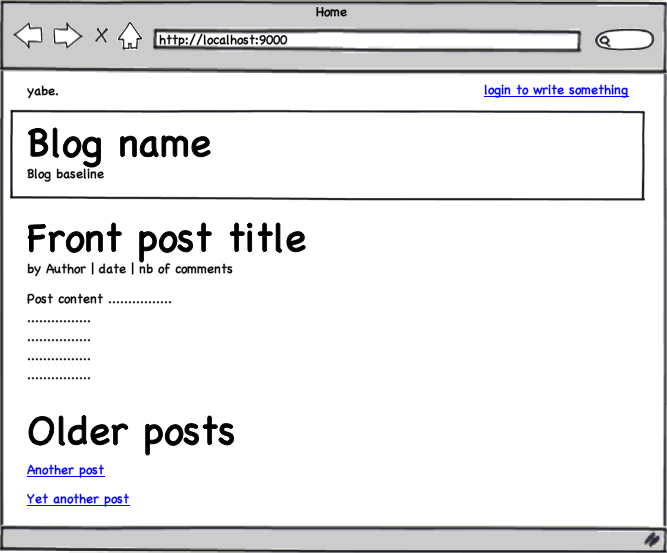 Home
http://localhost:9000
yabe.
login to write something
Blog name
Blog baseline
Front post title
by Author | date | nb of comments
Post content ................
................
................
................
................
Older posts
Another post
Yet another post